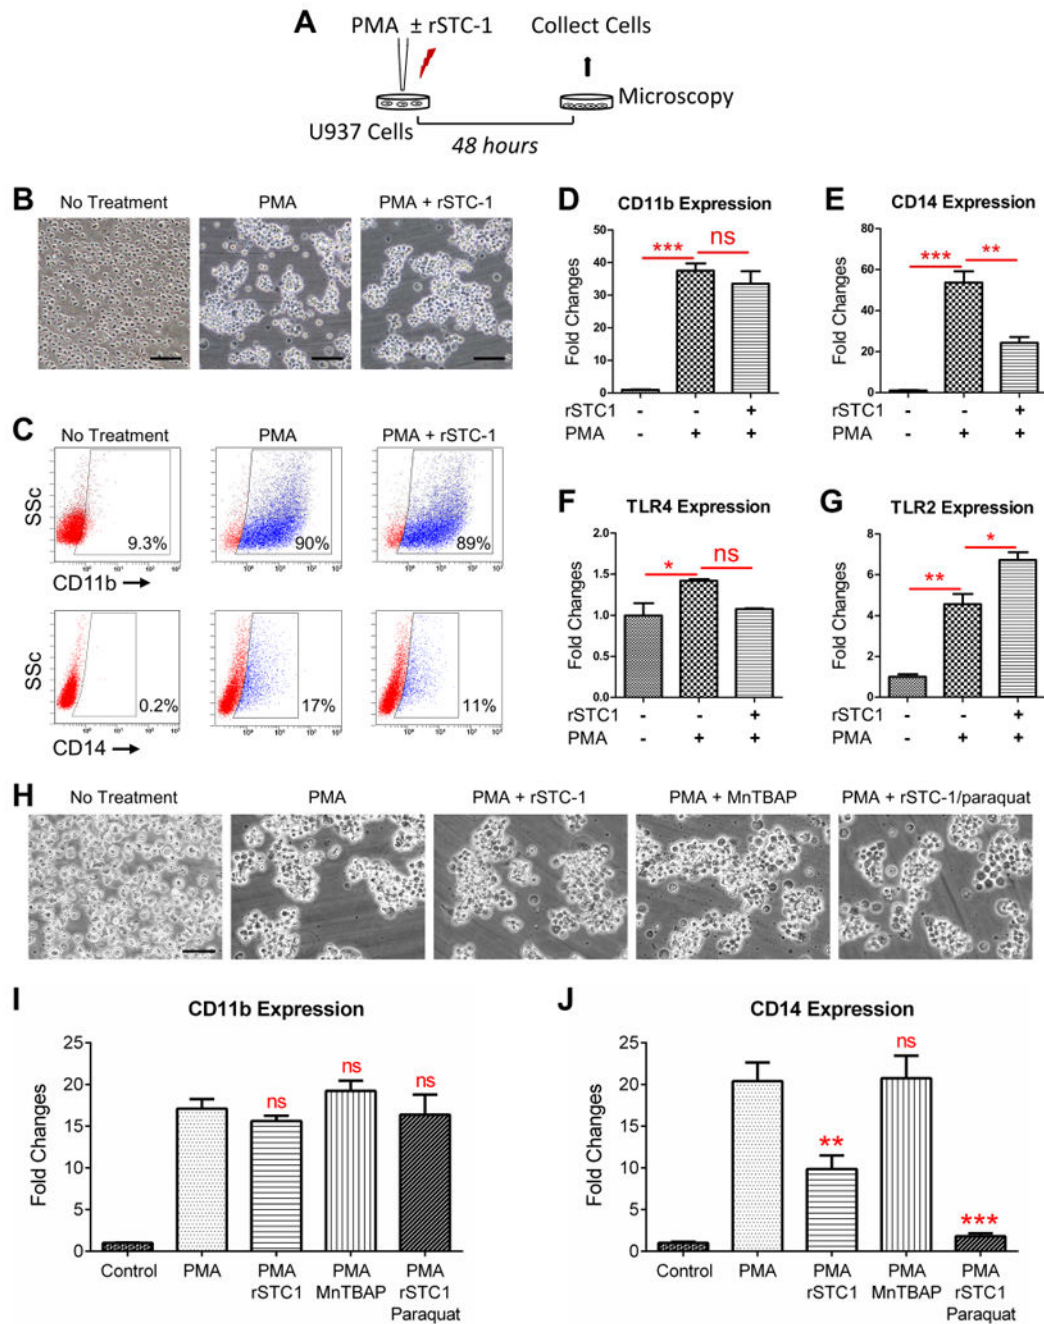 A
PMA ± rSTC-1
Collect Cells
U937 Cells
Microscopy
48 hours
B
No Treatment
PMA
PMA + rSTC-1
C
No Treatment
PMA
PMA + rSTC-1
SSc
9.3%
90%
89%
CD11b
SSc
0.2%
17%
11%
CD14
D
CD11b Expression
Fold Changes
50
40
30
20
10
0
***
ns
rSTC1 - - +
PMA - + +
E
CD14 Expression
Fold Changes
80
60
40
20
0
***
**
rSTC1 - - +
PMA - + +
F
TLR4 Expression
Fold Changes
2.0
1.5
1.0
0.5
0.0
*
ns
rSTC1 - - +
PMA - + +
G
TLR2 Expression
Fold Changes
8
6
4
2
0
**
*
rSTC1 - - +
PMA - + +
H
No Treatment
PMA
PMA + rSTC-1
PMA + MnTBAP
PMA + rSTC-1/paraquat
I
CD11b Expression
Fold Changes
25
20
15
10
5
0
ns
ns
ns
Control
PMA
PMA
rSTC1
PMA
MnTBAP
PMA
rSTC1
Paraquat
J
CD14 Expression
Fold Changes
25
20
15
10
5
0
**
ns
***
Control
PMA
PMA
rSTC1
PMA
MnTBAP
PMA
rSTC1
Paraquat